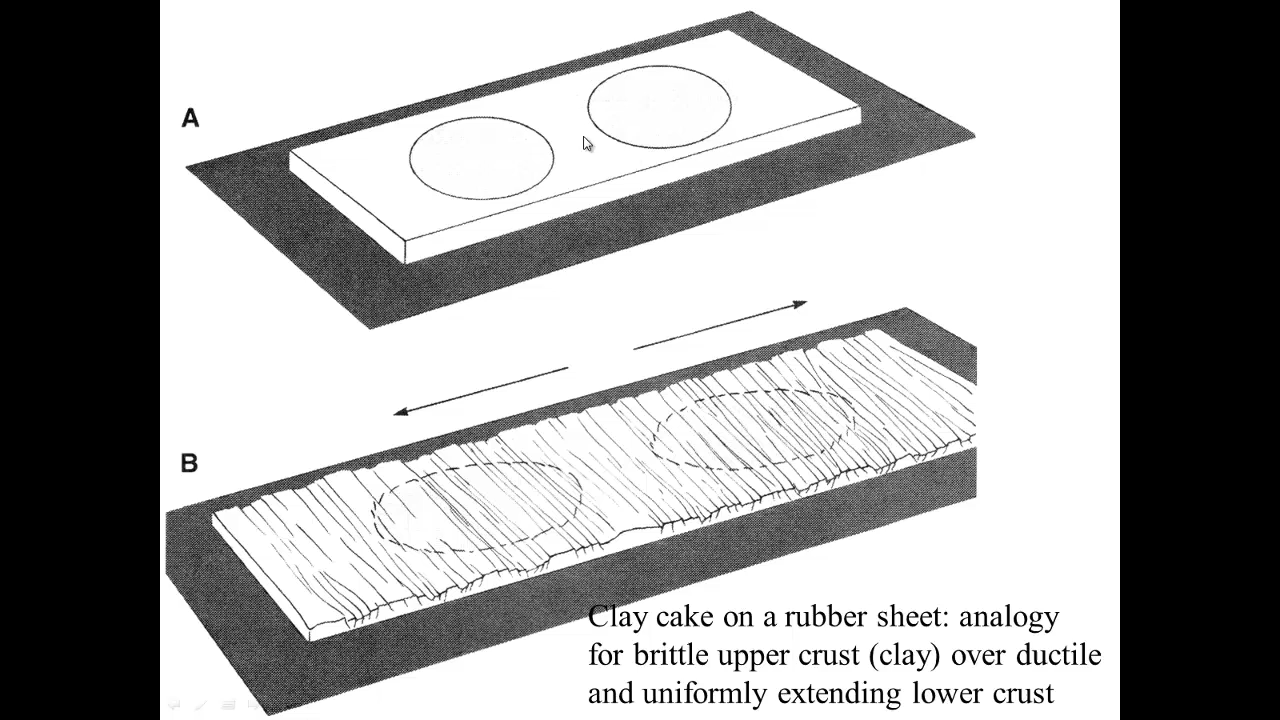 A
B
Clay cake on a rubber sheet: analogy
for brittle upper crust (clay) over ductile
and uniformly extending lower crust